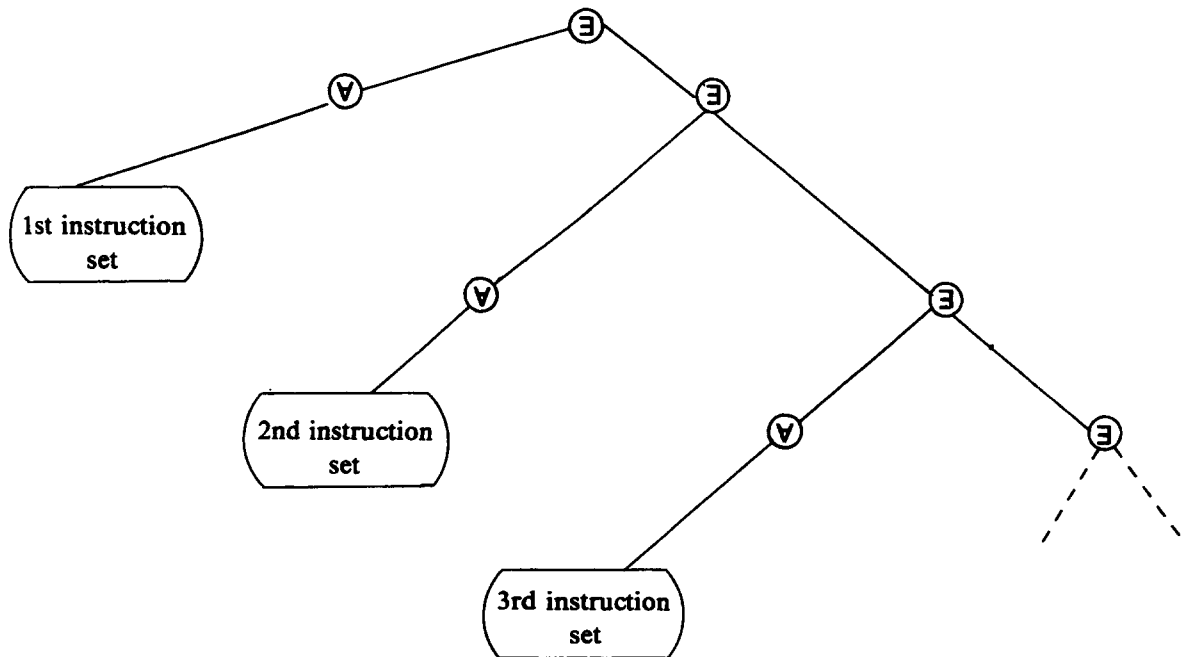 ∃
∀
∃
1st instruction
set
∀
∃
2nd instruction
set
∀
∃
3rd instruction
set